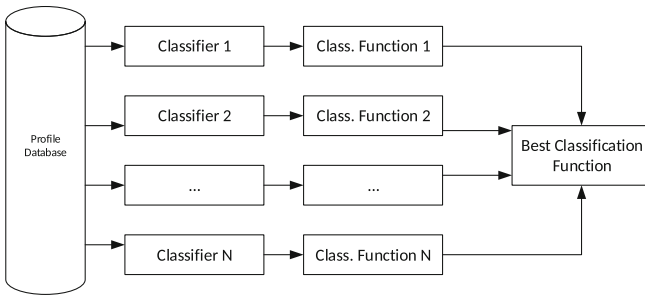 Profile
Database
Classifier 1
Class. Function 1
Classifier 2
Class. Function 2
...
...
Classifier N
Class. Function N
Best Classification
Function